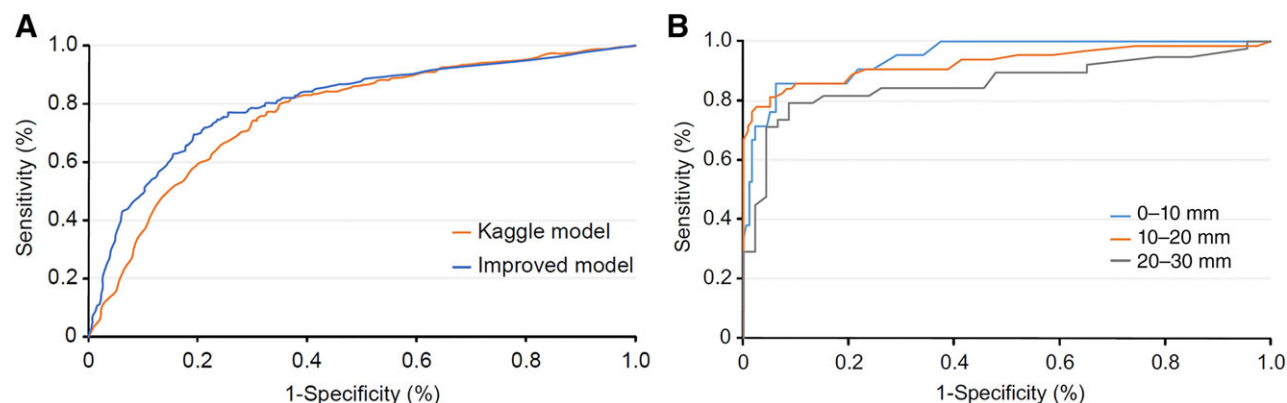 A
1.0
0.8
0.6
0.4
0.2
0
Sensitivity (%)
Kaggle model
Improved model
0 0.2 0.4 0.6 0.8 1.0
1-Specificity (%)
B
1.0
0.8
0.6
0.4
0.2
0
Sensitivity (%)
0–10 mm
10–20 mm
20–30 mm
0 0.2 0.4 0.6 0.8 1.0
1-Specificity (%)